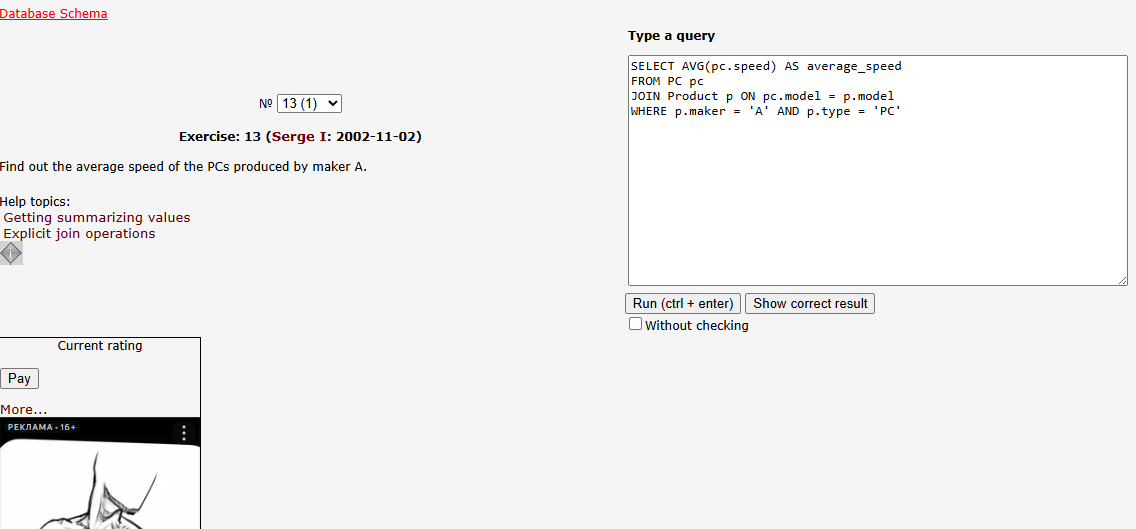 Database Schema
№ 13 (1)
Exercise: 13 (Serge I: 2002-11-02)
Find out the average speed of the PCs produced by maker A.
Help topics:
Getting summarizing values
Explicit join operations
Current rating
Pay
More...
РЕКЛАМА • 16+
Type a query
SELECT AVG(pc.speed) AS average_speed
FROM PC pc
JOIN Product p ON pc.model = p.model
WHERE p.maker = 'A' AND p.type = 'PC'
Run (ctrl + enter) Show correct result
Without checking